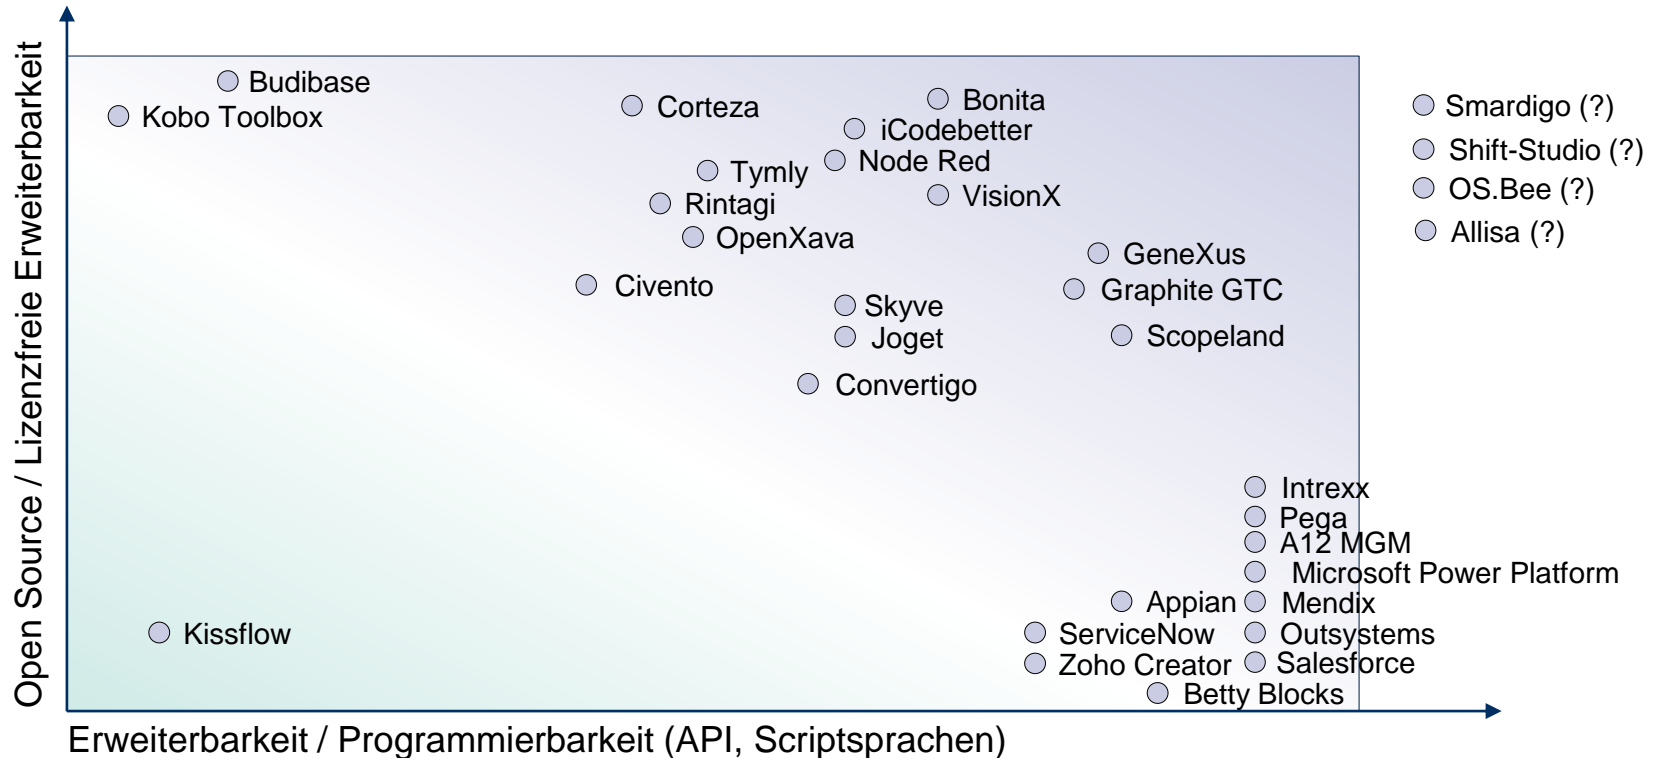 Open Source / Lizenzfreie Erweiterbarkeit
Budibase
Kobo Toolbox
Corteza
Bonita
iCodebetter
Node Red
Tymly
VisionX
Rintagi
OpenXava
GeneXus
Civento
Graphite GTC
Skyve
Joget
Scopeland
Convertigo
Smardigo (?)
Shift-Studio (?)
OS.Bee (?)
Allisa (?)
Intrexx
Pega
A12 MGM
Microsoft Power Platform
Appian
Mendix
Kissflow
ServiceNow
Outsystems
Zoho Creator
Salesforce
Betty Blocks
Erweiterbarkeit / Programmierbarkeit (API, Scriptsprachen)